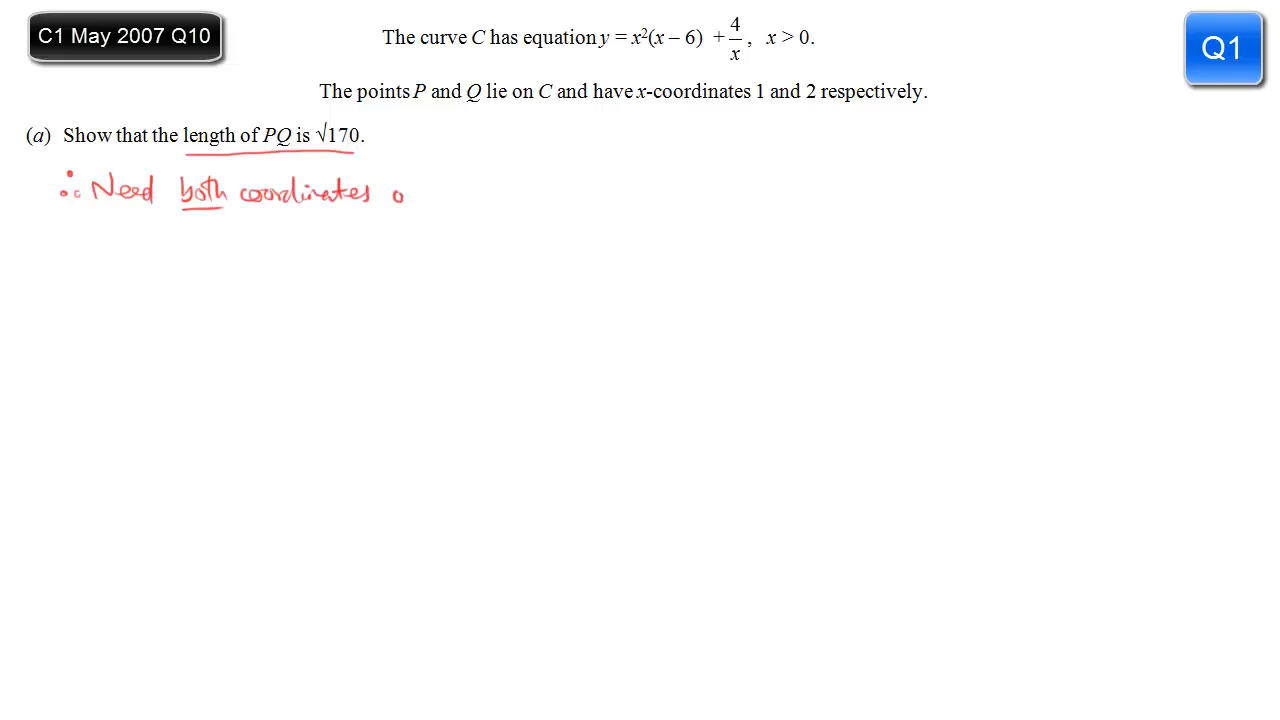 C1 May 2007 Q10
The curve C has equation y = x²(x – 6) + 4/x, x > 0.
Q1
The points P and Q lie on C and have x-coordinates 1 and 2 respectively.
(a) Show that the length of PQ is √170.
∴ Need both coordinates o